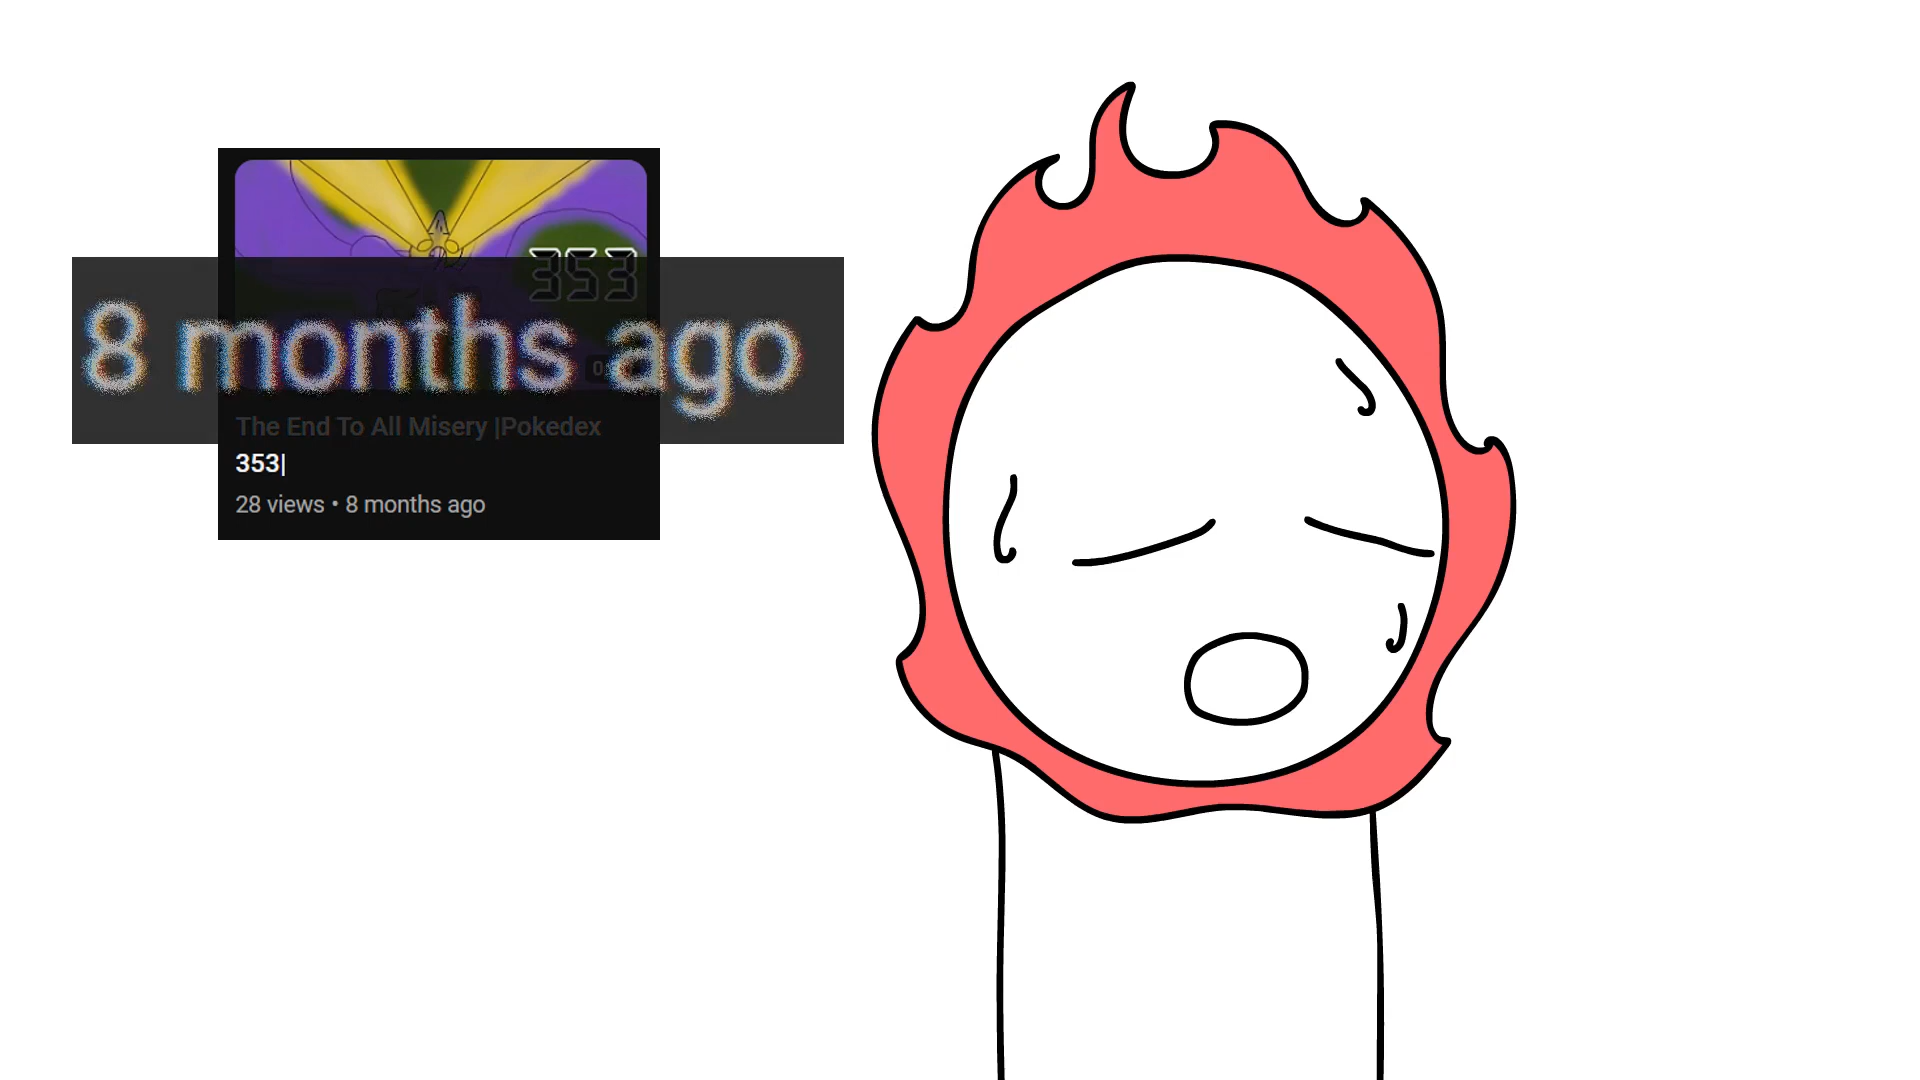 353
8 months ago
The End To All Misery |Pokedex
353|
28 views • 8 months ago